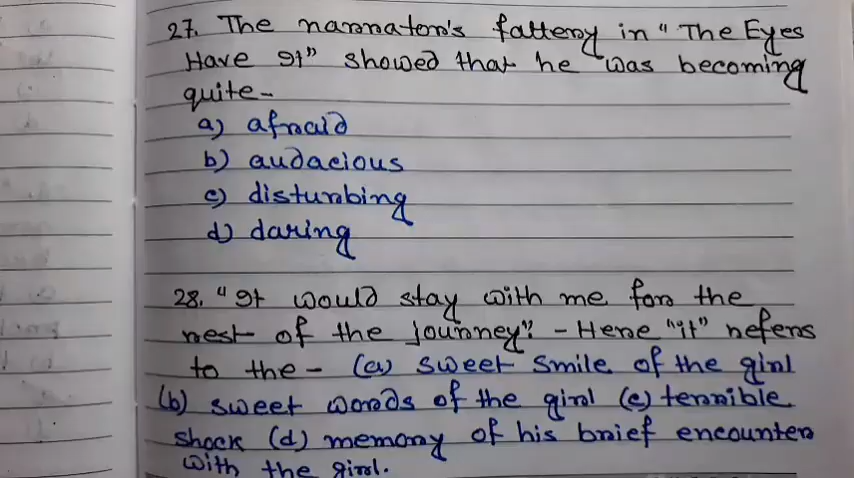 27. The narrator's fattery in "The Eyes
Have It" showed that he was becoming
quite-
a) afraid
b) audacious
c) disturbing
d) daring
28. "It would stay with me for the
rest of the journey". - Here "it" refers
to the - (a) sweet smile of the girl
(b) sweet words of the girl (c) terrible
shock (d) memory of his brief encounter
with the girl.